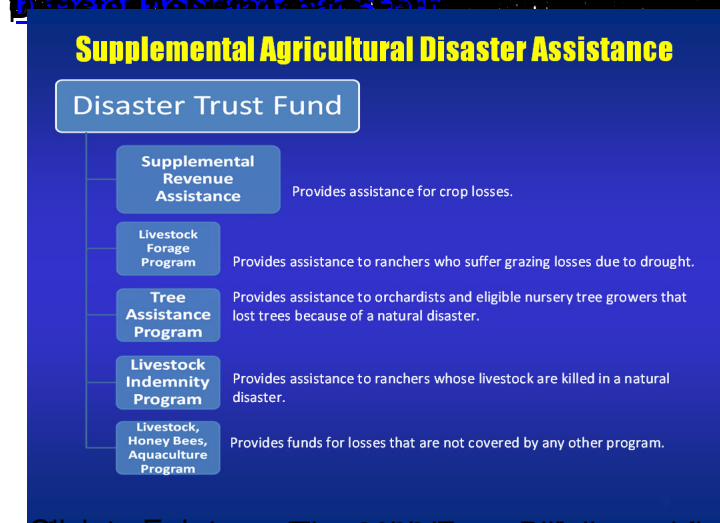 Supplemental Agricultural Disaster Assistance
Disaster Trust Fund
Supplemental
Revenue
Assistance
Provides assistance for crop losses.
Livestock
Forage
Program
Provides assistance to ranchers who suffer grazing losses due to drought.
Tree
Assistance
Program
Provides assistance to orchardists and eligible nursery tree growers that
lost trees because of a natural disaster.
Livestock
Indemnity
Program
Provides assistance to ranchers whose livestock are killed in a natural
disaster.
Livestock,
Honey Bees,
Aquaculture
Program
Provides funds for losses that are not covered by any other program.